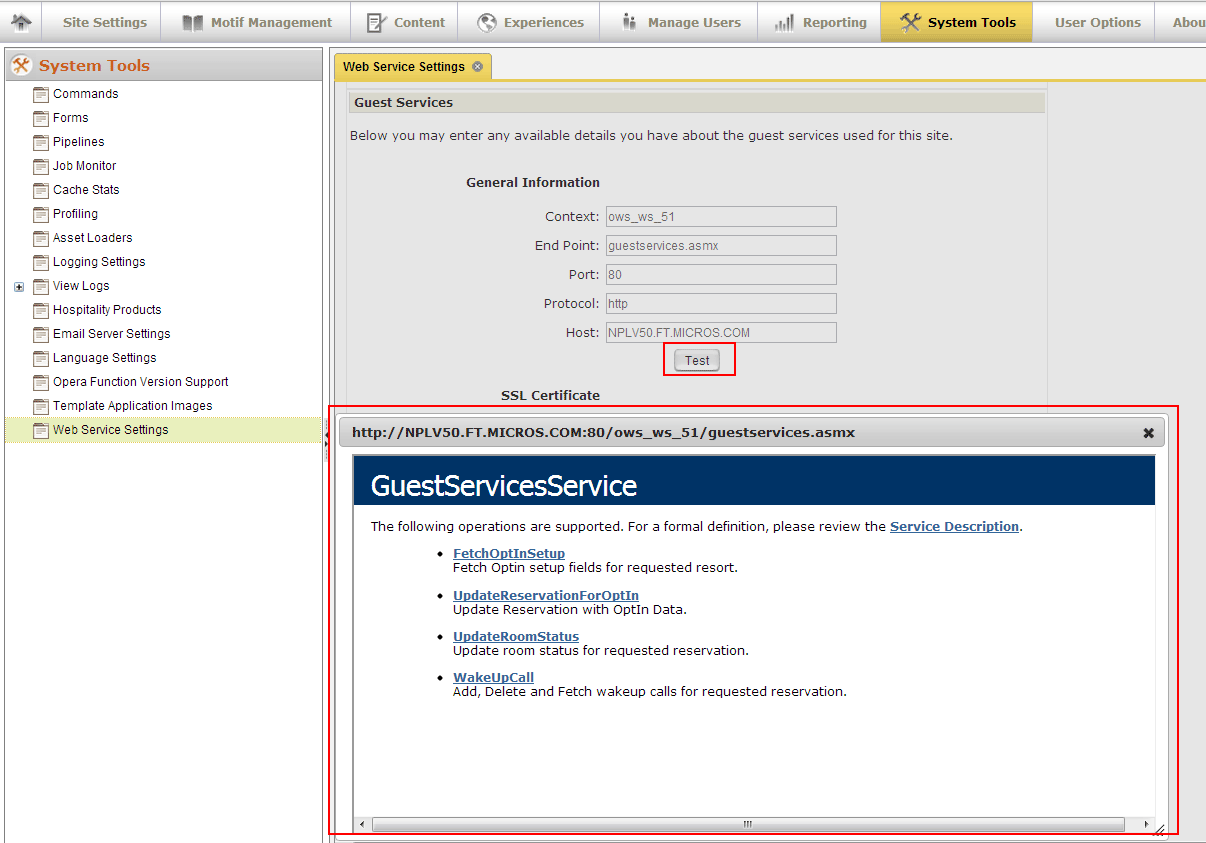 Site Settings Motif Management Content Experiences Manage Users Reporting System Tools User Options Abou
System Tools
Commands
Forms
Pipelines
Job Monitor
Cache Stats
Profiling
Asset Loaders
Logging Settings
View Logs
Hospitality Products
Email Server Settings
Language Settings
Opera Function Version Support
Template Application Images
Web Service Settings
Web Service Settings
Guest Services
Below you may enter any available details you have about the guest services used for this site.
General Information
Context: ows_ws_51
End Point: guestservices.asmx
Port: 80
Protocol: http
Host: NPLV50.FT.MICROS.COM
Test
SSL Certificate
http://NPLV50.FT.MICROS.COM:80/ows_ws_51/guestservices.asmx
GuestServicesService
The following operations are supported. For a formal definition, please review the Service Description.
• FetchOptInSetup
Fetch Optin setup fields for requested resort.
• UpdateReservationForOptIn
Update Reservation with OptIn Data.
• UpdateRoomStatus
Update room status for requested reservation.
• WakeUpCall
Add, Delete and Fetch wakeup calls for requested reservation.